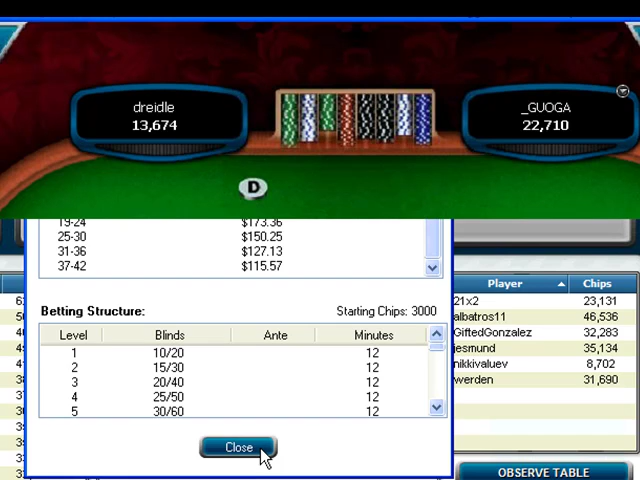 dreidle
13,674
_GUOGA
22,710
D
19-24 $173.36
25-30 $150.25
31-36 $127.13
37-42 $115.57
Betting Structure: Starting Chips: 3000
Level Blinds Ante Minutes
1 10/20 12
2 15/30 12
3 20/40 12
4 25/50 12
5 30/60 12
Close
Player Chips
21x2 23,131
albatros11 46,536
GiftedGonzalez 32,283
jesmund 35,134
nikkivaluev 8,702
werden 31,690
OBSERVE TABLE